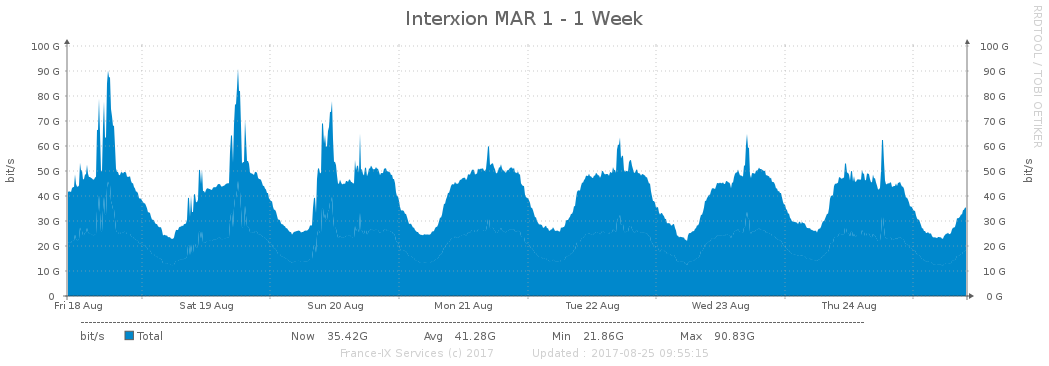 Interxion MAR 1 - 1 Week
RRDTOOL / TOBI OETIKER
bit/s
100 G 100 G
90 G 90 G
80 G 80 G
70 G 70 G
60 G 60 G
50 G 50 G
40 G 40 G
30 G 30 G
20 G 20 G
10 G 10 G
0 0 G
bit/s
Fri 18 Aug Sat 19 Aug Sun 20 Aug Mon 21 Aug Tue 22 Aug Wed 23 Aug Thu 24 Aug
bit/s Total Now 35.42G Avg 41.28G Min 21.86G Max 90.83G
France-IX Services (c) 2017 Updated : 2017-08-25 09:55:15